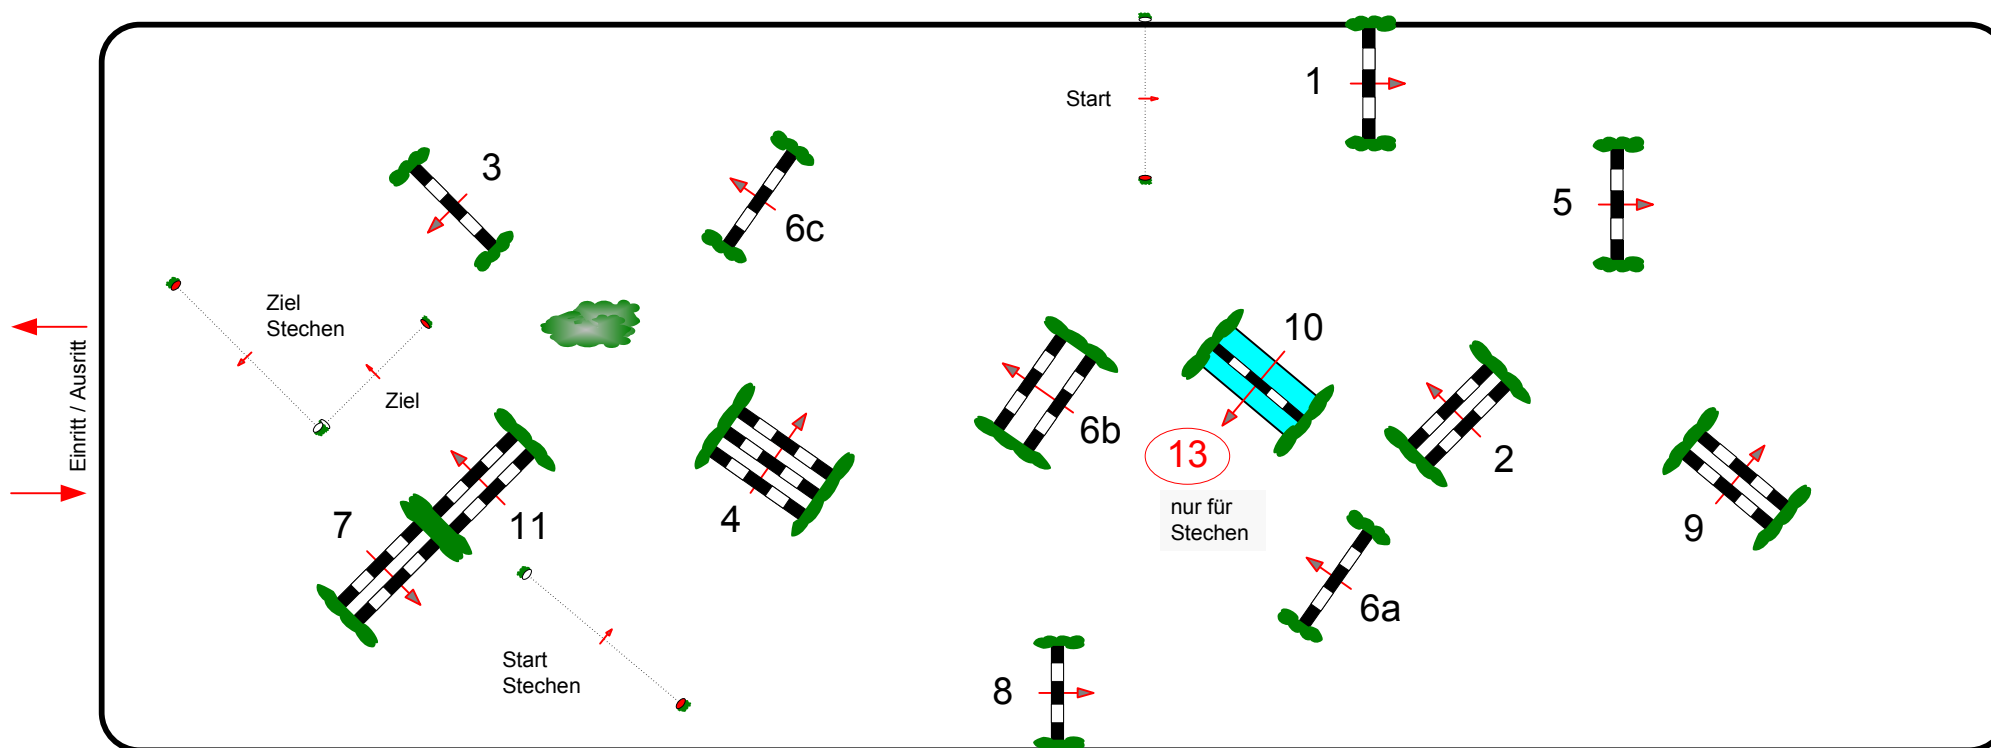 1
Start
3
5
6c
Ziel
Stechen
10
Eintritt / Ausritt
Ziel
6b
13
2
7
11
4
nur für
Stechen
9
6a
Start
Stechen
8